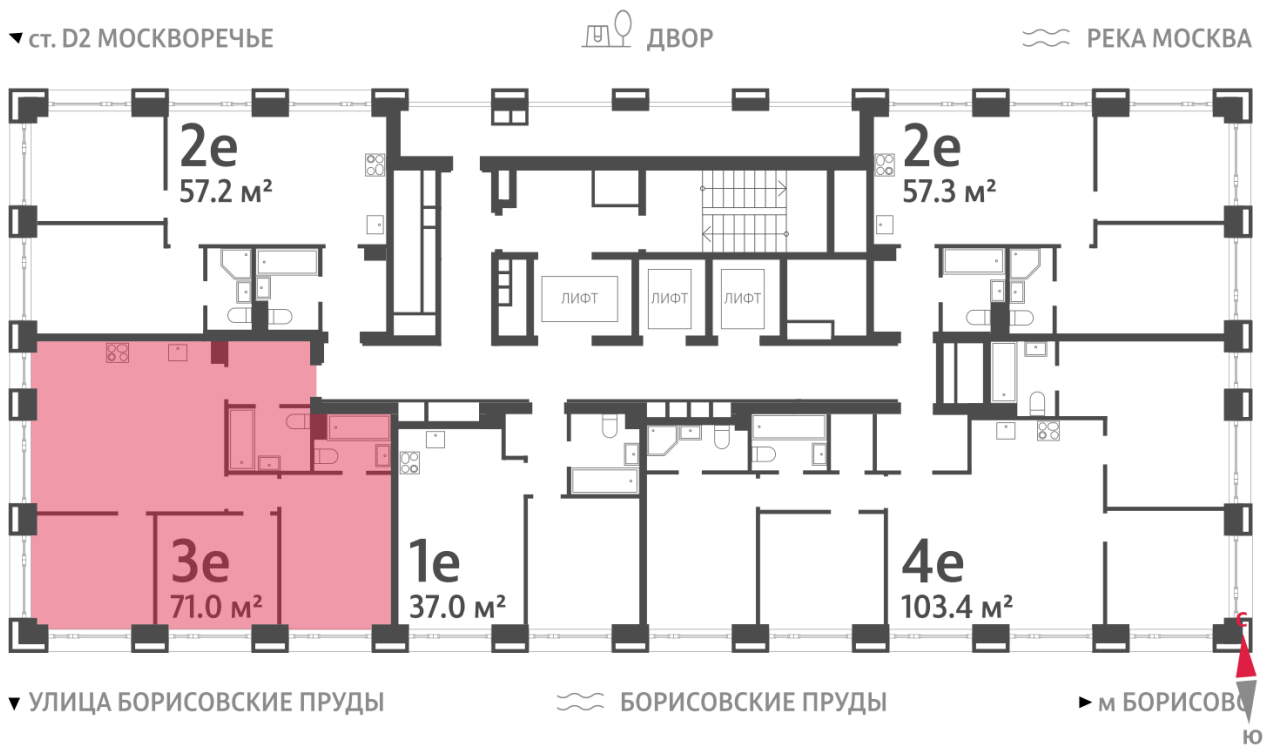 ст. D2 МОСКВОРЕЧЬЕ
ДВОР
РЕКА МОСКВА
2е
57.2 м²
2е
57.3 м²
ЛИФТ
ЛИФТ
ЛИФТ
3е
71.0 м²
1е
37.0 м²
4е
103.4 м²
С
УЛИЦА БОРИСОВСКИЕ ПРУДЫ
БОРИСОВСКИЕ ПРУДЫ
м БОРИСОВО
Ю